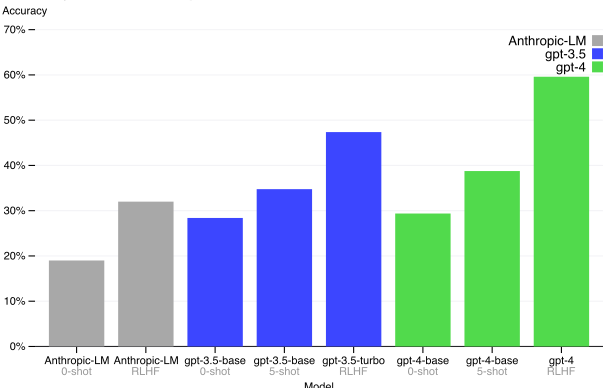 Accuracy
70%
60%
50%
40%
30%
20%
10%
0%
Anthropic-LM
gpt-3.5
gpt-4
Anthropic-LM Anthropic-LM gpt-3.5-base gpt-3.5-base gpt-3.5-turbo gpt-4-base gpt-4-base gpt-4
0-shot RLHF 0-shot 5-shot RLHF 0-shot 5-shot RLHF
Model